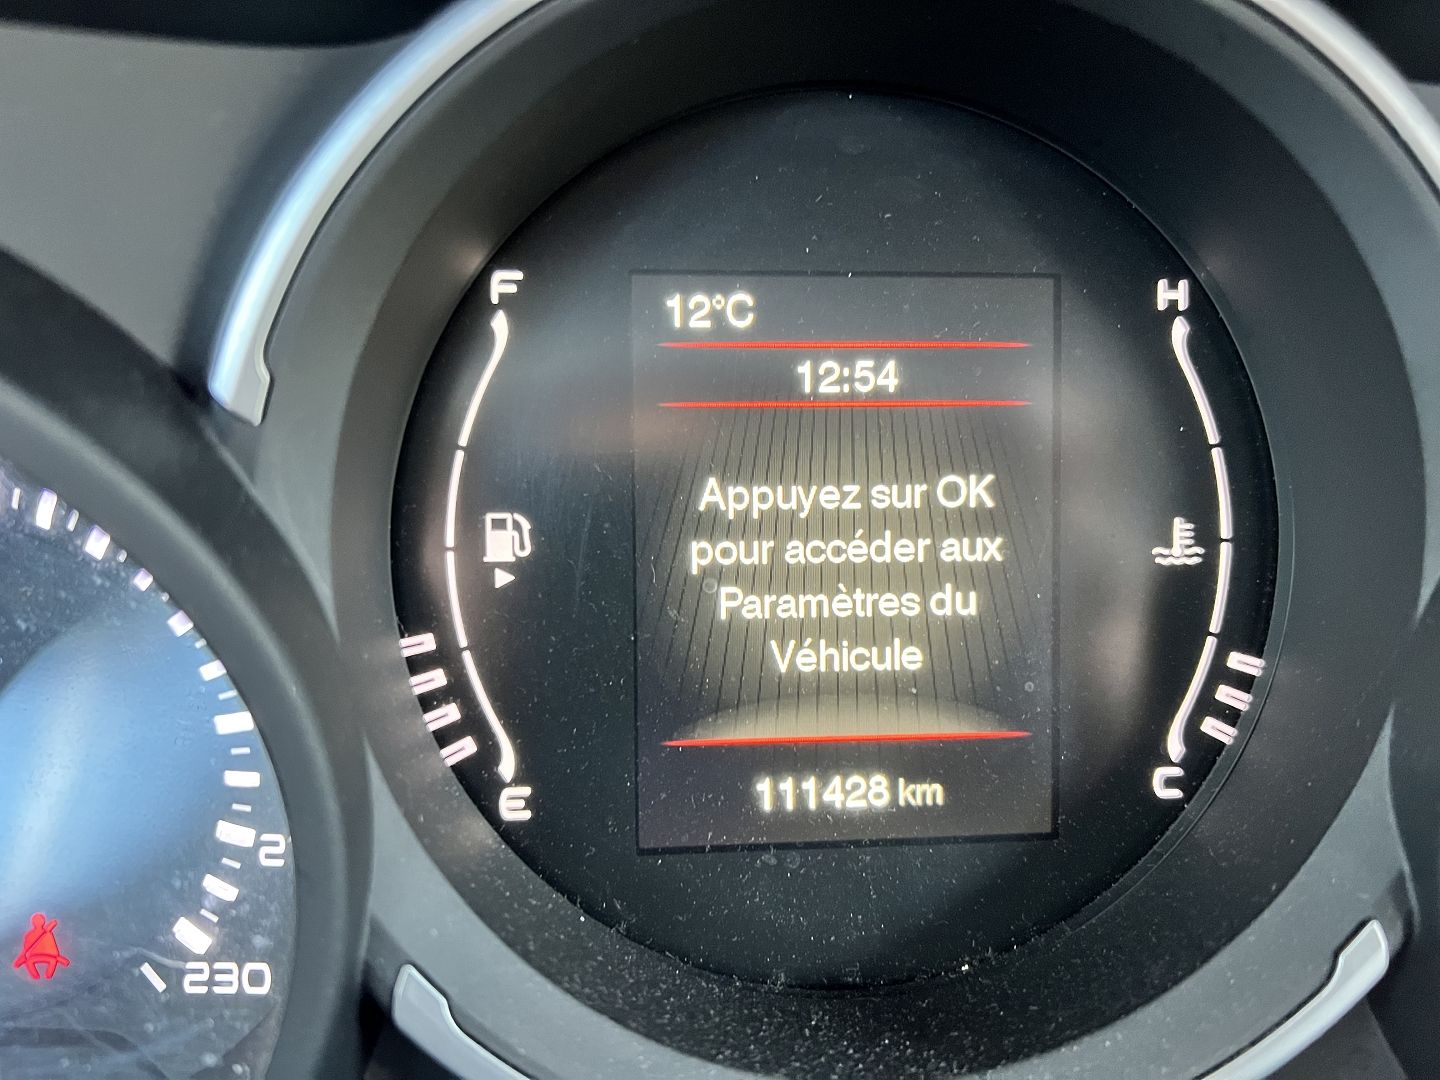 12°C
12:54
Appuyez sur OK
pour accéder aux
Paramètres du
Véhicule
111428 km
F
E
H
C
2
230